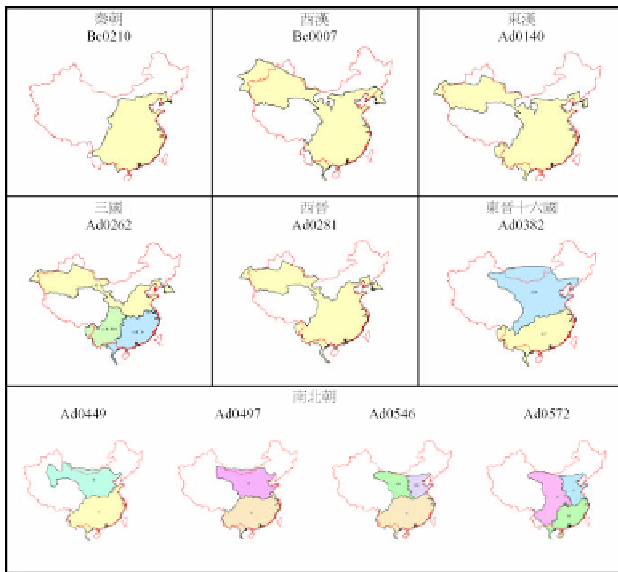 秦朝
Bc0210
西漢
Bc0007
東漢
Ad0140
三國
Ad0262
西晉
Ad0281
東晉十六國
Ad0382
南北朝
Ad0449
Ad0497
Ad0546
Ad0572